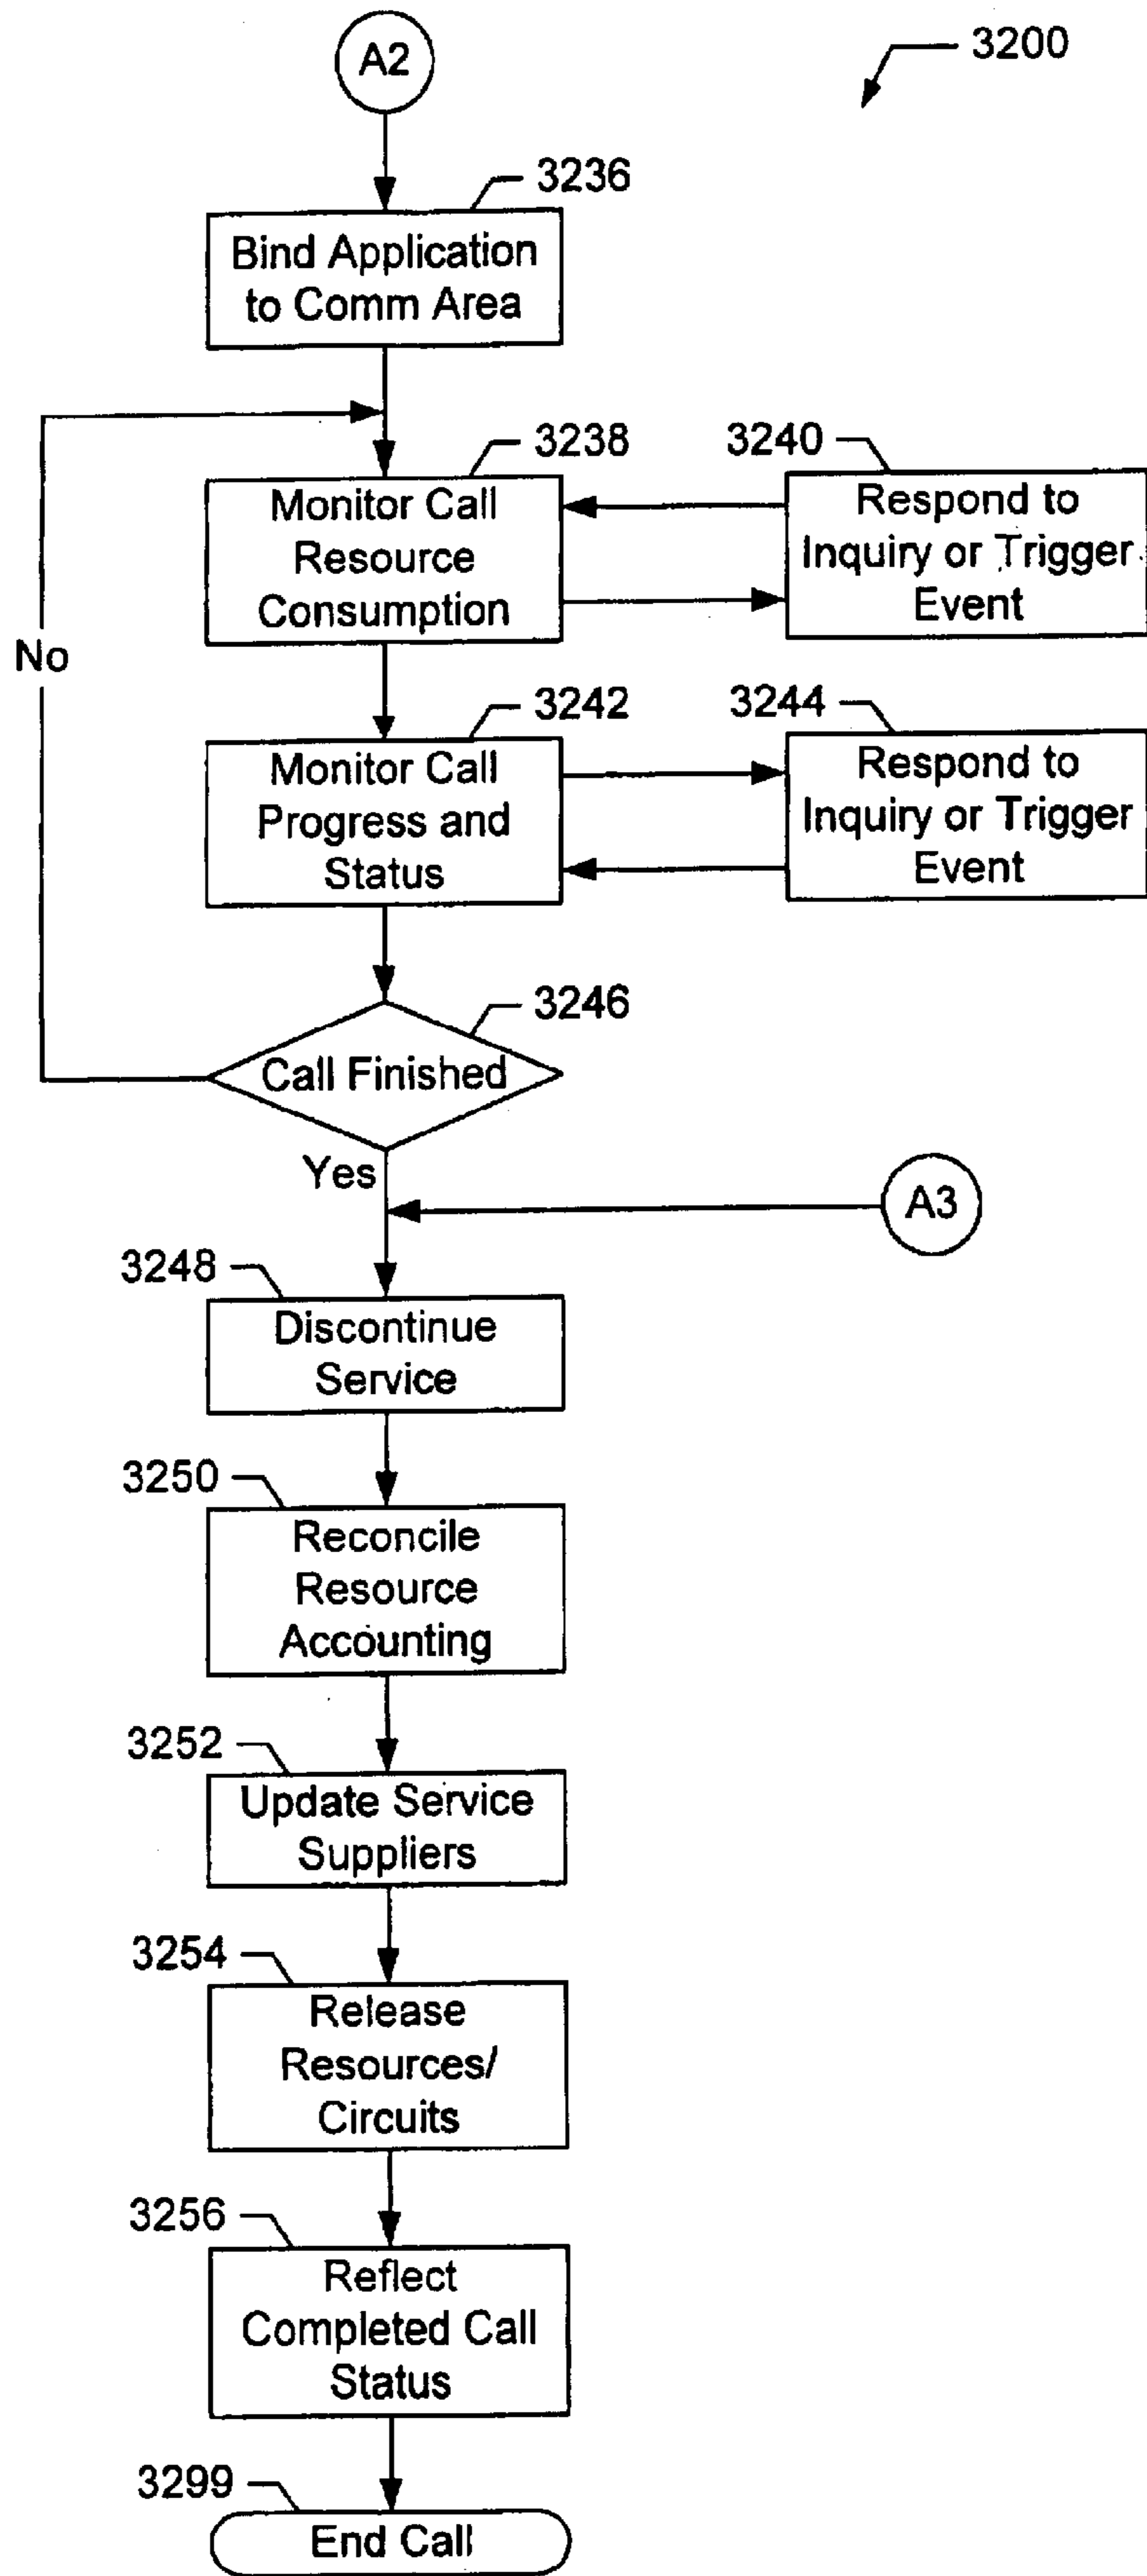 A2
3200
3236
Bind Application
to Comm Area
3238
Monitor Call
Resource
Consumption
3240
Respond to
Inquiry or Trigger
Event
No
3242
Monitor Call
Progress and
Status
3244
Respond to
Inquiry or Trigger
Event
3246
Call Finished
Yes
A3
3248
Discontinue
Service
3250
Reconcile
Resource
Accounting
3252
Update Service
Suppliers
3254
Release
Resources/
Circuits
3256
Reflect
Completed Call
Status
3299
End Call